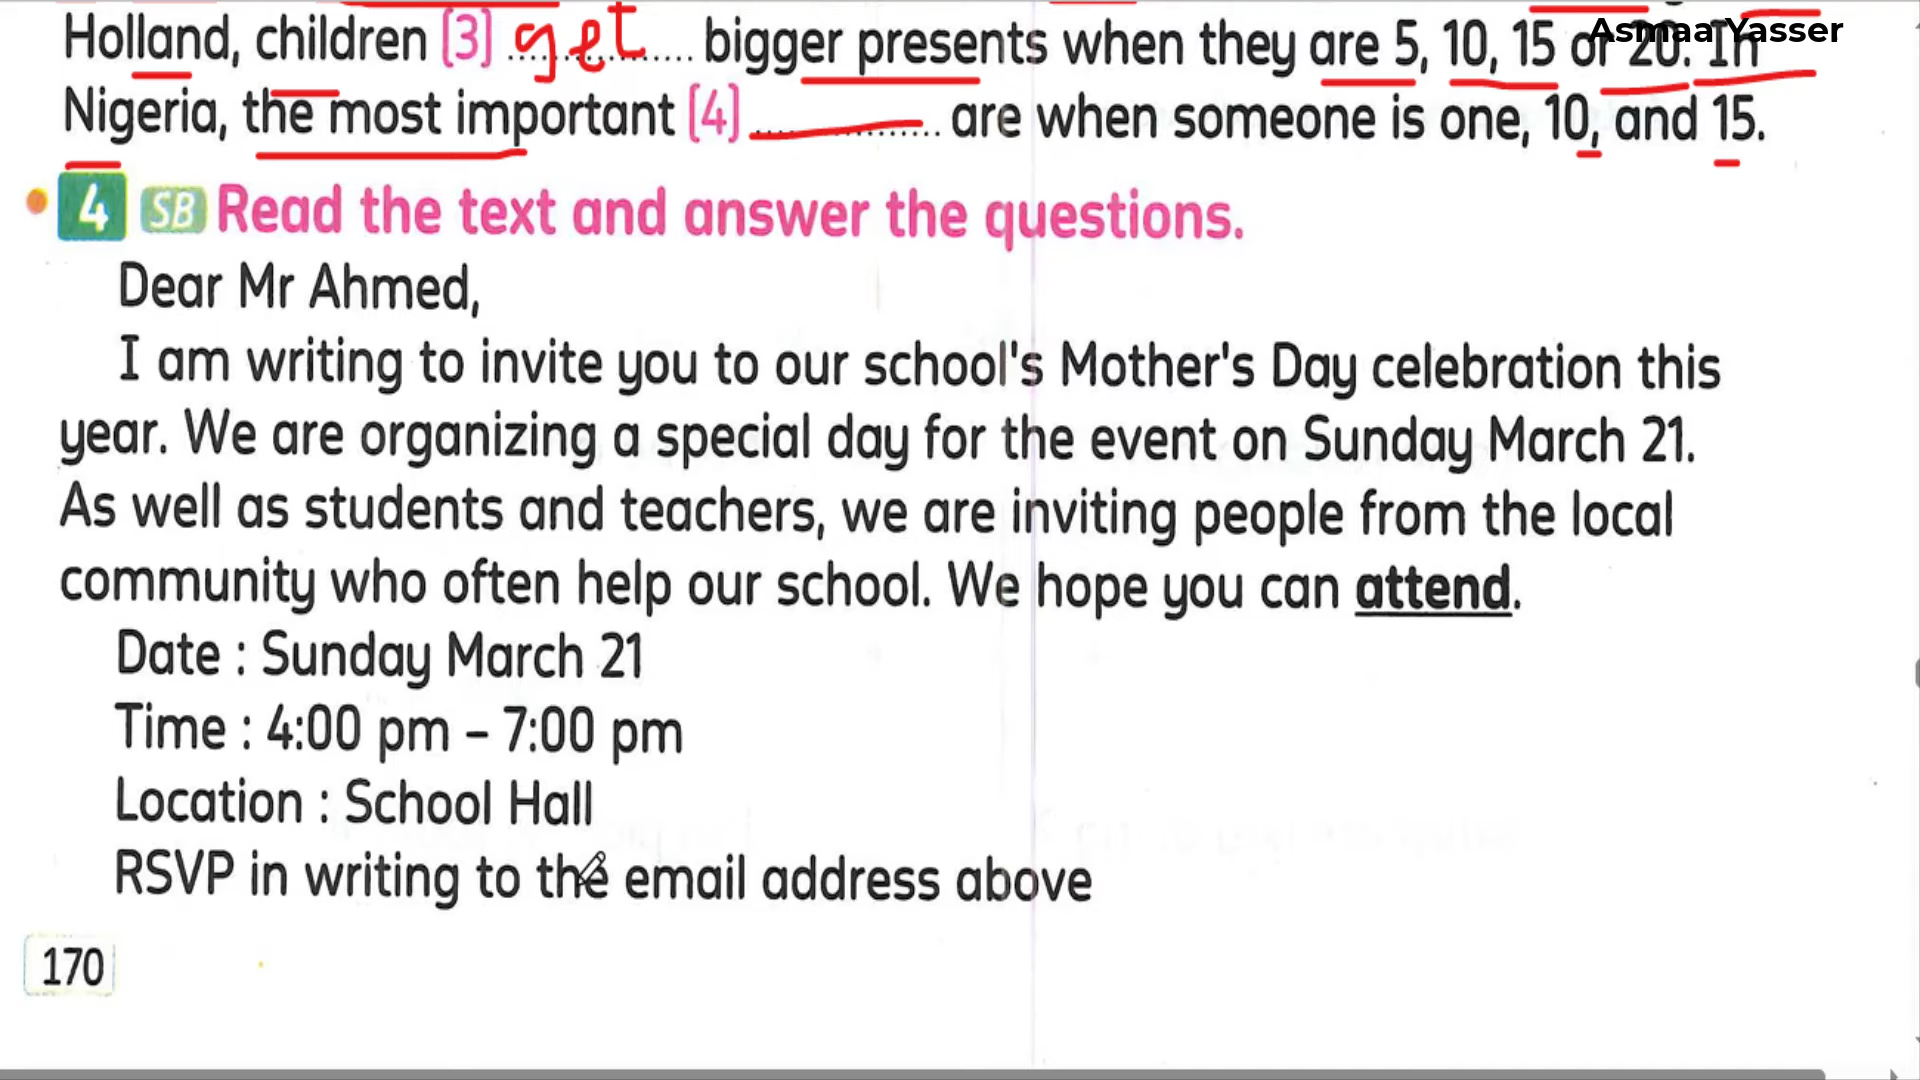 Asmaa Yasser
Holland, children [3] get bigger presents when they are 5, 10, 15 or 20. In
Nigeria, the most important [4] ................ are when someone is one, 10, and 15.
4 SB Read the text and answer the questions.
Dear Mr Ahmed,
I am writing to invite you to our school's Mother's Day celebration this
year. We are organizing a special day for the event on Sunday March 21.
As well as students and teachers, we are inviting people from the local
community who often help our school. We hope you can attend.
Date : Sunday March 21
Time : 4:00 pm – 7:00 pm
Location : School Hall
RSVP in writing to the email address above
170